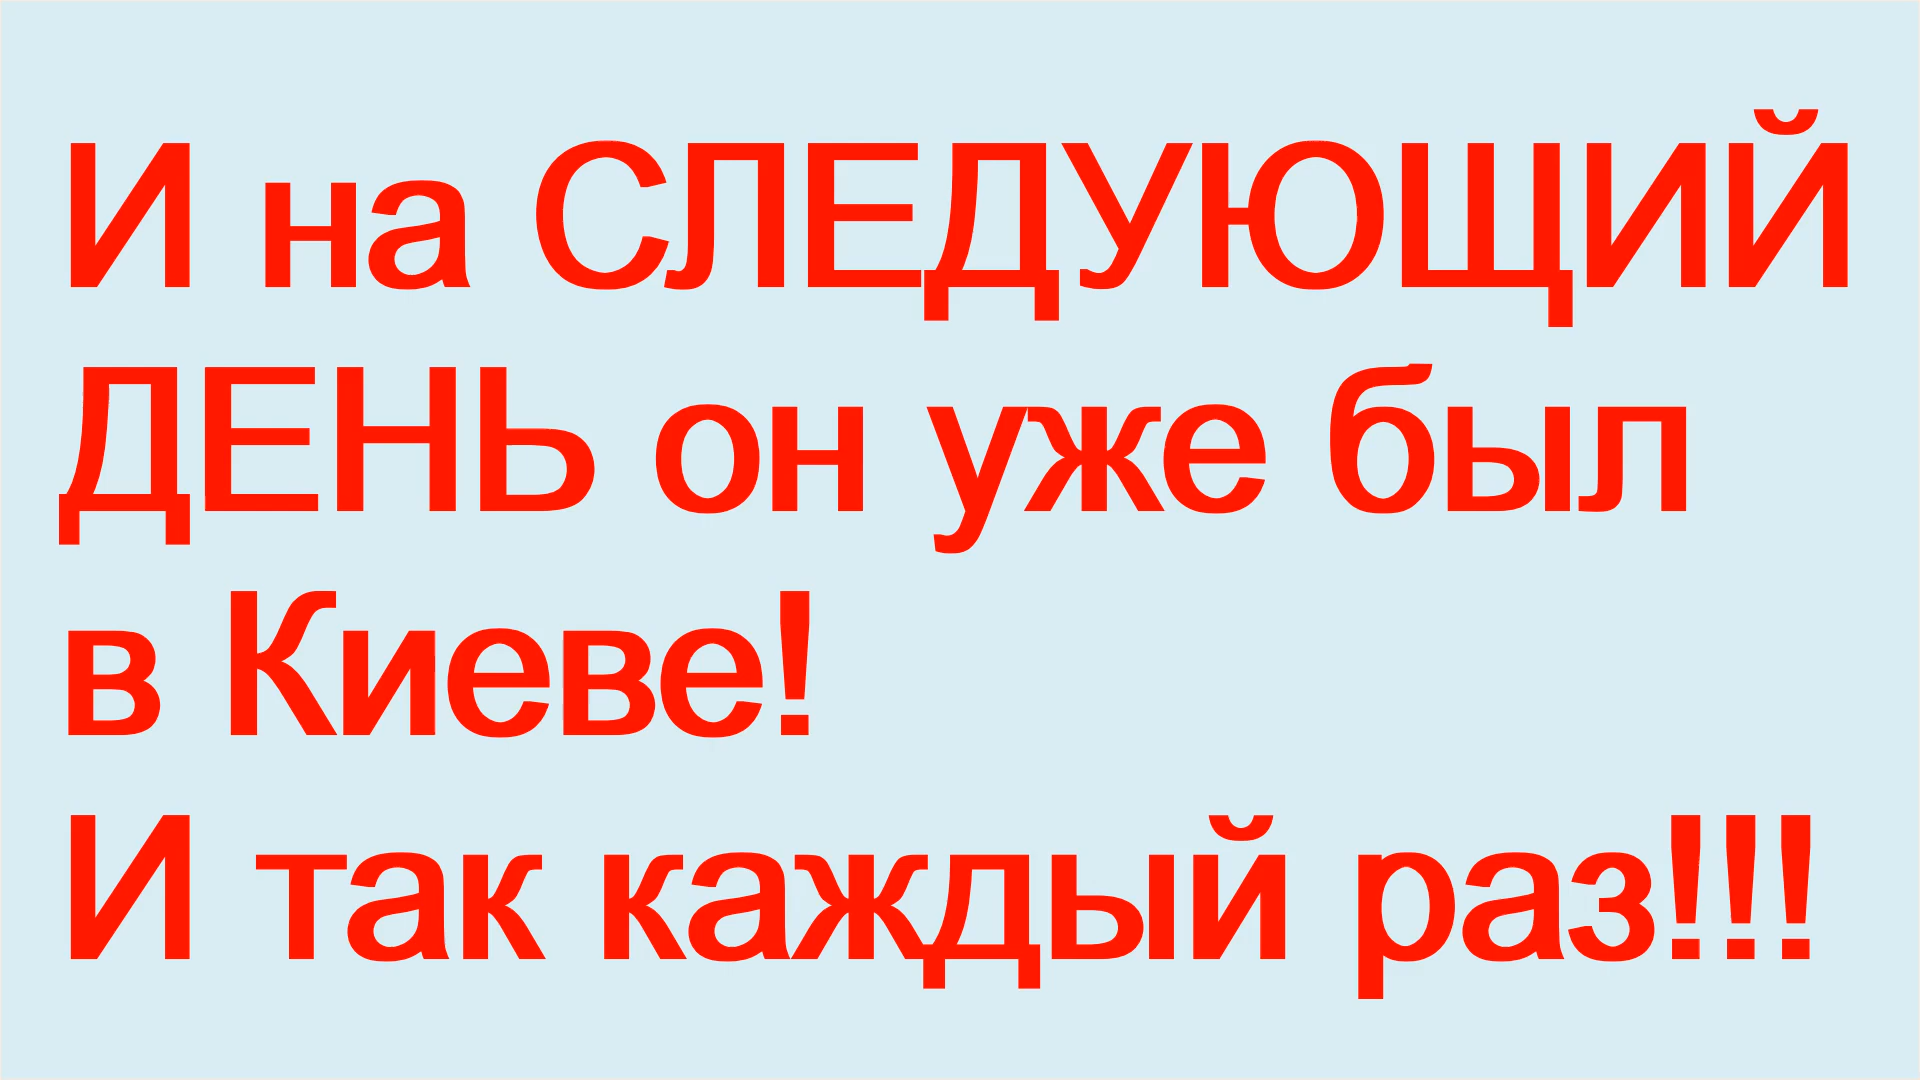 И на СЛЕДУЮЩИЙ
ДЕНЬ он уже был
в Киеве!
И так каждый раз!!!